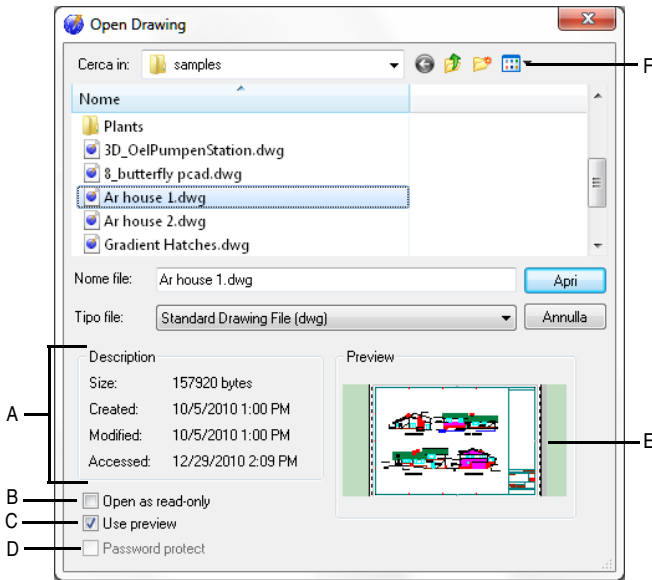 Open Drawing
Cerca in: samples
F
Nome
Plants
3D_OelPumpenStation.dwg
8_butterfly pcad.dwg
Ar house 1.dwg
Ar house 2.dwg
Gradient Hatches.dwg
Nome file: Ar house 1.dwg Apri
Tipo file: Standard Drawing File (dwg) Annulla
Description Preview
Size: 157920 bytes
Created: 10/5/2010 1:00 PM
A
Modified: 10/5/2010 1:00 PM
E
Accessed: 12/29/2010 2:09 PM
B Open as read-only
C Use preview
D Password protect